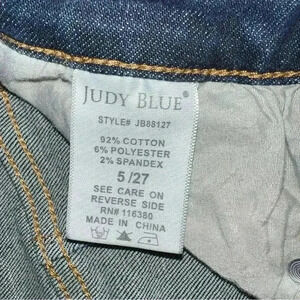 JUDY BLUE®
STYLE# JB88127
92% COTTON
6% POLYESTER
2% SPANDEX
5 /27
SEE CARE ON
REVERSE SIDE
RN# 116380
MADE IN CHINA